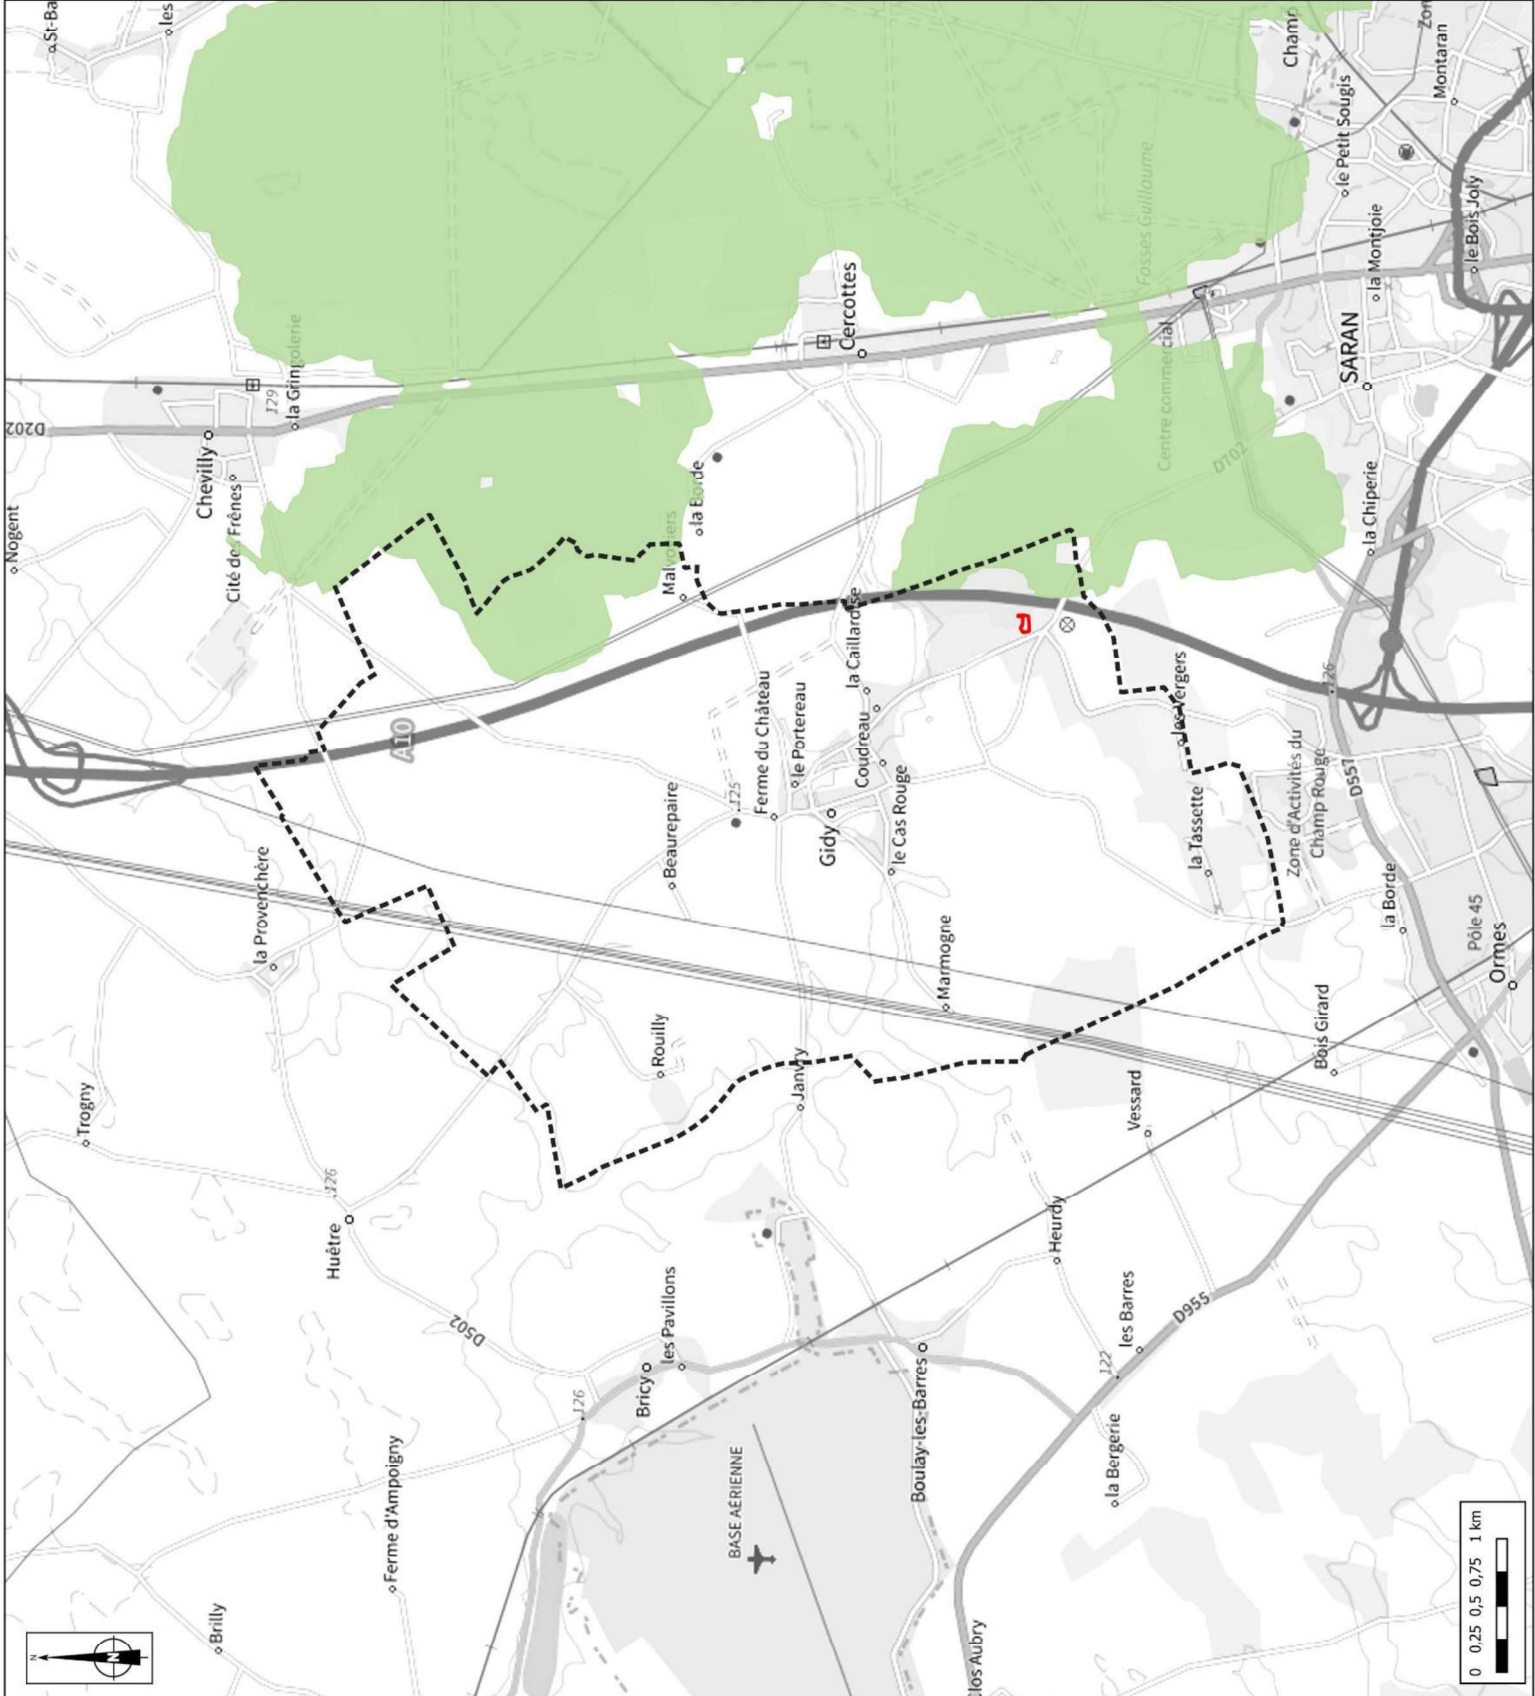 St-Ba
les
Chevilly
Cité des Frênes
Nogent
D202
129
la Gringolerie
la Provenchère
Trogny
126
Huêtre
D502
Ferme d'Ampoigny
Brilly
N
N
A10
Malvoviers
la Borde
Cercottes
Fosses Guillaume
Beaurepaire
125
Ferme du Château
le Portereau
la Caillardise
Coudreau
Gidy
le Cas Rouge
Rouilly
Marmogne
Janvry
les Pavillons
Bricy
126
BASE AÉRIENNE
Boulay-les-Barres
Heurdy
Vessard
les Barres
122
D955
la Bergerie
los Aubry
Centre commercial
D702
les Vergers
la Tassette
Zone d'Activités du
Champ Rouge
D557
126
la Borde
Pôle 45
Ormes
Bois Girard
Cham
Zon
Montaran
le Petit Sougis
le Bois Joly
la Montjoie
SARAN
la Chiperie
0 0,25 0,5 0,75 1 km